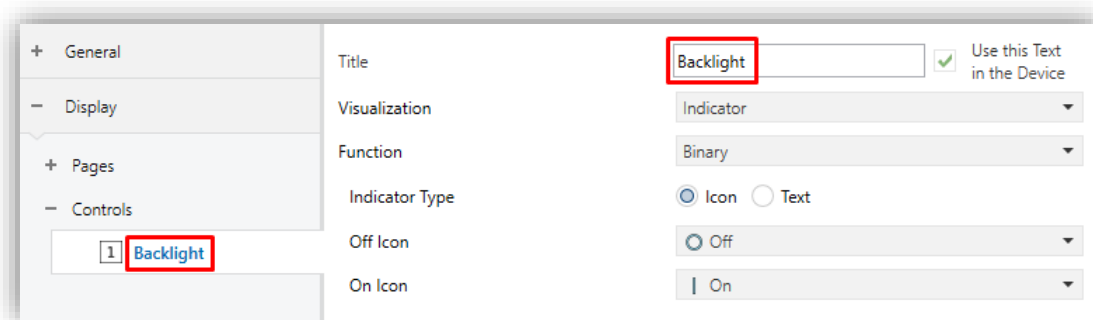 General
Display
Pages
Controls
1 Backlight
Title
Backlight
Use this Text
in the Device
Visualization
Indicator
Function
Binary
Indicator Type
Icon
Text
Off Icon
Off
On Icon
On